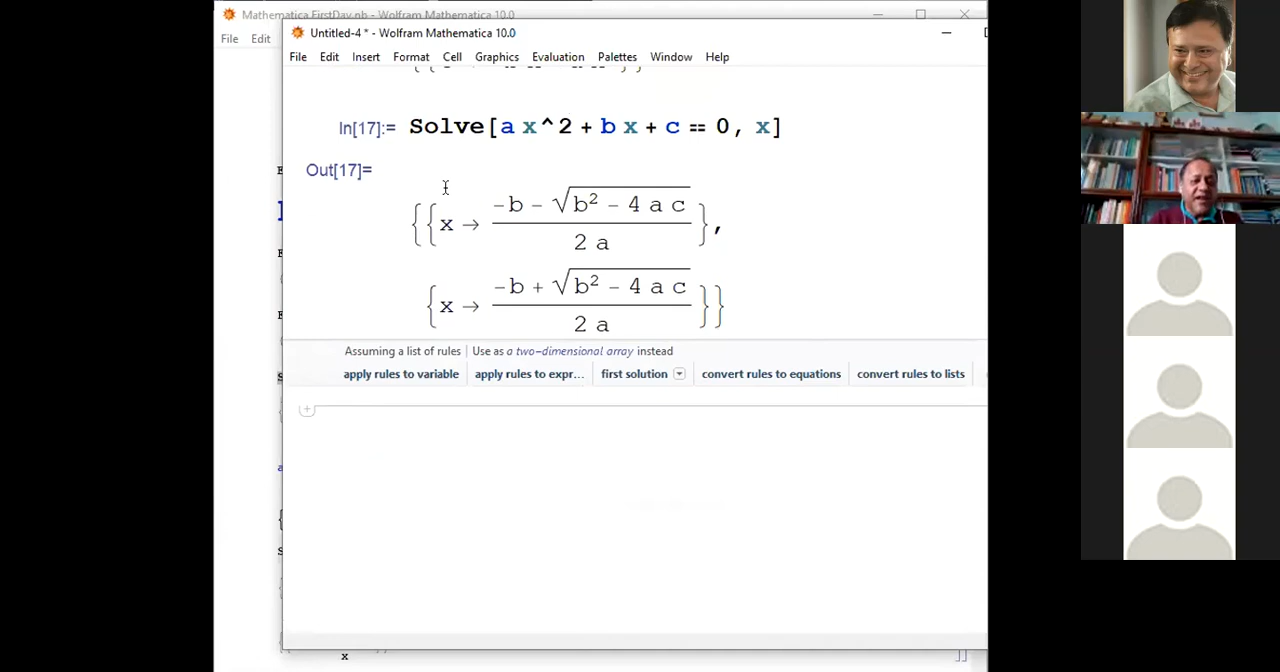 Mathematica FirstDay.nb - Wolfram Mathematica 10.0
File Edit
Untitled-4 * - Wolfram Mathematica 10.0
File Edit Insert Format Cell Graphics Evaluation Palettes Window Help
In[17]:= Solve[a x^2 + b x + c == 0, x]
Out[17]=
{{x → (-b - √(b² - 4 a c))/(2 a)},
{x → (-b + √(b² - 4 a c))/(2 a)}}
Assuming a list of rules | Use as a two-dimensional array instead
apply rules to variable apply rules to expr... first solution convert rules to equations convert rules to lists
x